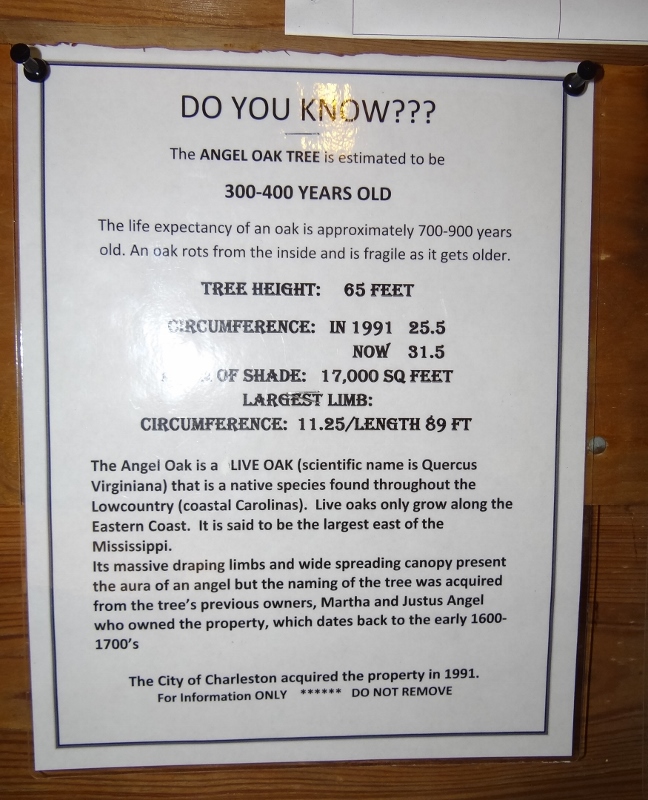 DO YOU KNOW???
The ANGEL OAK TREE is estimated to be
300-400 YEARS OLD
The life expectancy of an oak is approximately 700-900 years
old. An oak rots from the inside and is fragile as it gets older.
TREE HEIGHT: 65 FEET
CIRCUMFERENCE: IN 1991 25.5
NOW 31.5
OF SHADE: 17,000 SQ FEET
LARGEST LIMB:
CIRCUMFERENCE: 11.25/LENGTH 89 FT
The Angel Oak is a LIVE OAK (scientific name is Quercus
Virginiana) that is a native species found throughout the
Lowcountry (coastal Carolinas). Live oaks only grow along the
Eastern Coast. It is said to be the largest east of the
Mississippi.
Its massive draping limbs and wide spreading canopy present
the aura of an angel but the naming of the tree was acquired
from the tree's previous owners, Martha and Justus Angel
who owned the property, which dates back to the early 1600-
1700's
The City of Charleston acquired the property in 1991.
For Information ONLY ****** DO NOT REMOVE